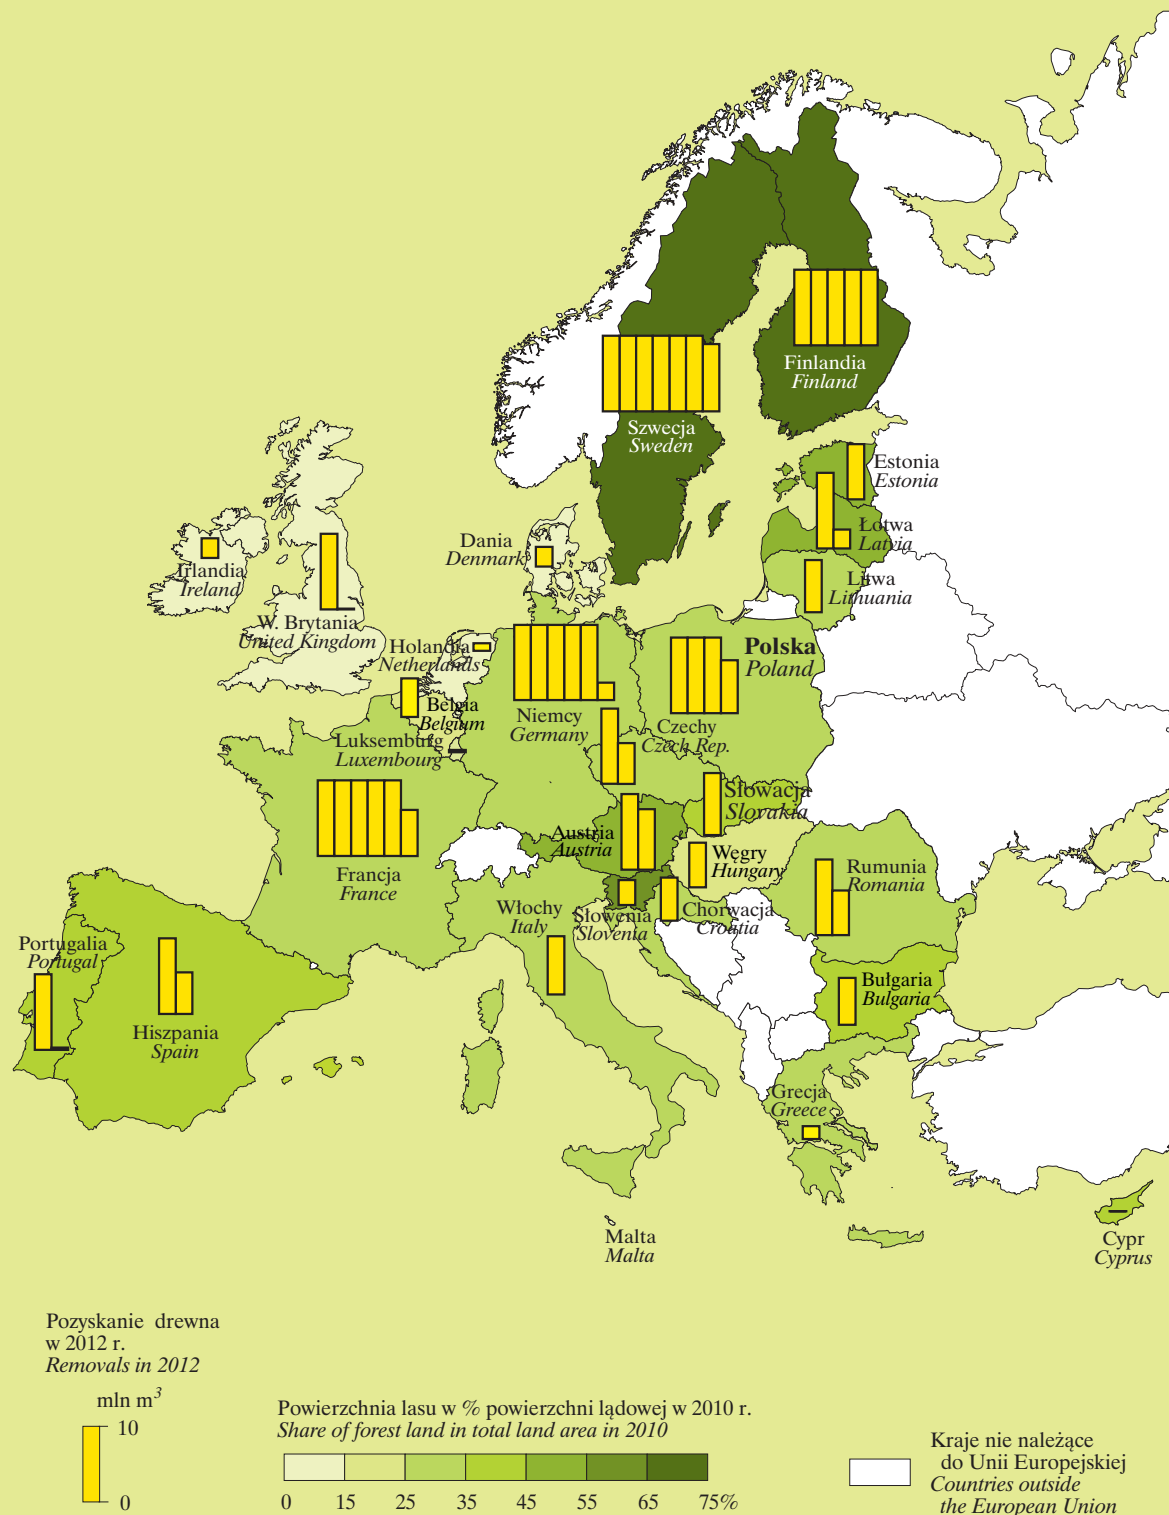 Finlandia
Finland
Szwecja
Sweden
Estonia
Estonia
Łotwa
Latvia
Litwa
Lithuania
Dania
Denmark
Irlandia
Ireland
W. Brytania
United Kingdom
Holandia
Netherlands
Polska
Poland
Belgia
Belgium
Niemcy
Germany
Czechy
Czech Rep.
Luksemburg
Luxembourg
Słowacja
Slovakia
Austria
Austria
Węgry
Hungary
Francja
France
Rumunia
Romania
Włochy
Italy
Słowenia
Slovenia
Chorwacja
Croatia
Portugalia
Portugal
Hiszpania
Spain
Bułgaria
Bulgaria
Grecja
Greece
Malta
Malta
Cypr
Cyprus
Pozyskanie drewna
w 2012 r.
Removals in 2012
mln m³
10
0
Powierzchnia lasu w % powierzchni lądowej w 2010 r.
Share of forest land in total land area in 2010
0 15 25 35 45 55 65 75%
Kraje nie należące
do Unii Europejskiej
Countries outside
the European Union